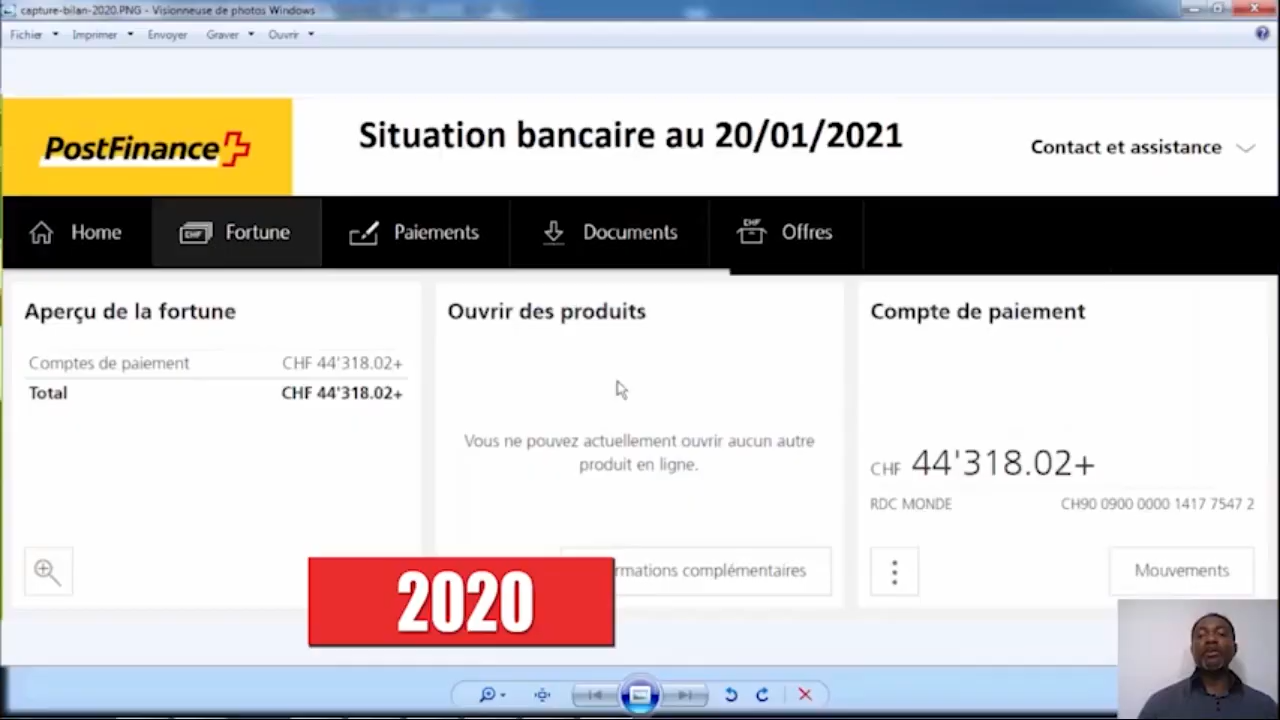 capture-bilan-2020.PNG - Visionneuse de photos Windows
Fichier Imprimer Envoyer Graver Ouvrir
PostFinance
Situation bancaire au 20/01/2021
Contact et assistance
Home
CHF
Fortune
Paiements
Documents
CHF
Offres
Aperçu de la fortune
Comptes de paiement CHF 44'318.02+
Total CHF 44'318.02+
Ouvrir des produits
Vous ne pouvez actuellement ouvrir aucun autre
produit en ligne.
rmations complémentaires
Compte de paiement
CHF 44'318.02+
RDC MONDE CH90 0900 0000 1417 7547 2
Mouvements
2020